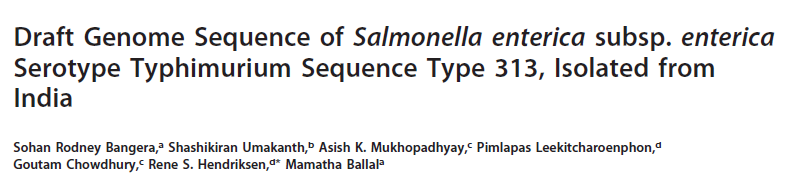 Draft Genome Sequence of Salmonella enterica subsp. enterica
Serotype Typhimurium Sequence Type 313, Isolated from
India
Sohan Rodney Bangera,ᵃ Shashikiran Umakanth,ᵇ Asish K. Mukhopadhyay,ᶜ Pimlapas Leekitcharoenphon,ᵈ
Goutam Chowdhury,ᶜ Rene S. Hendriksen,ᵈ* Mamatha Ballalᵃ